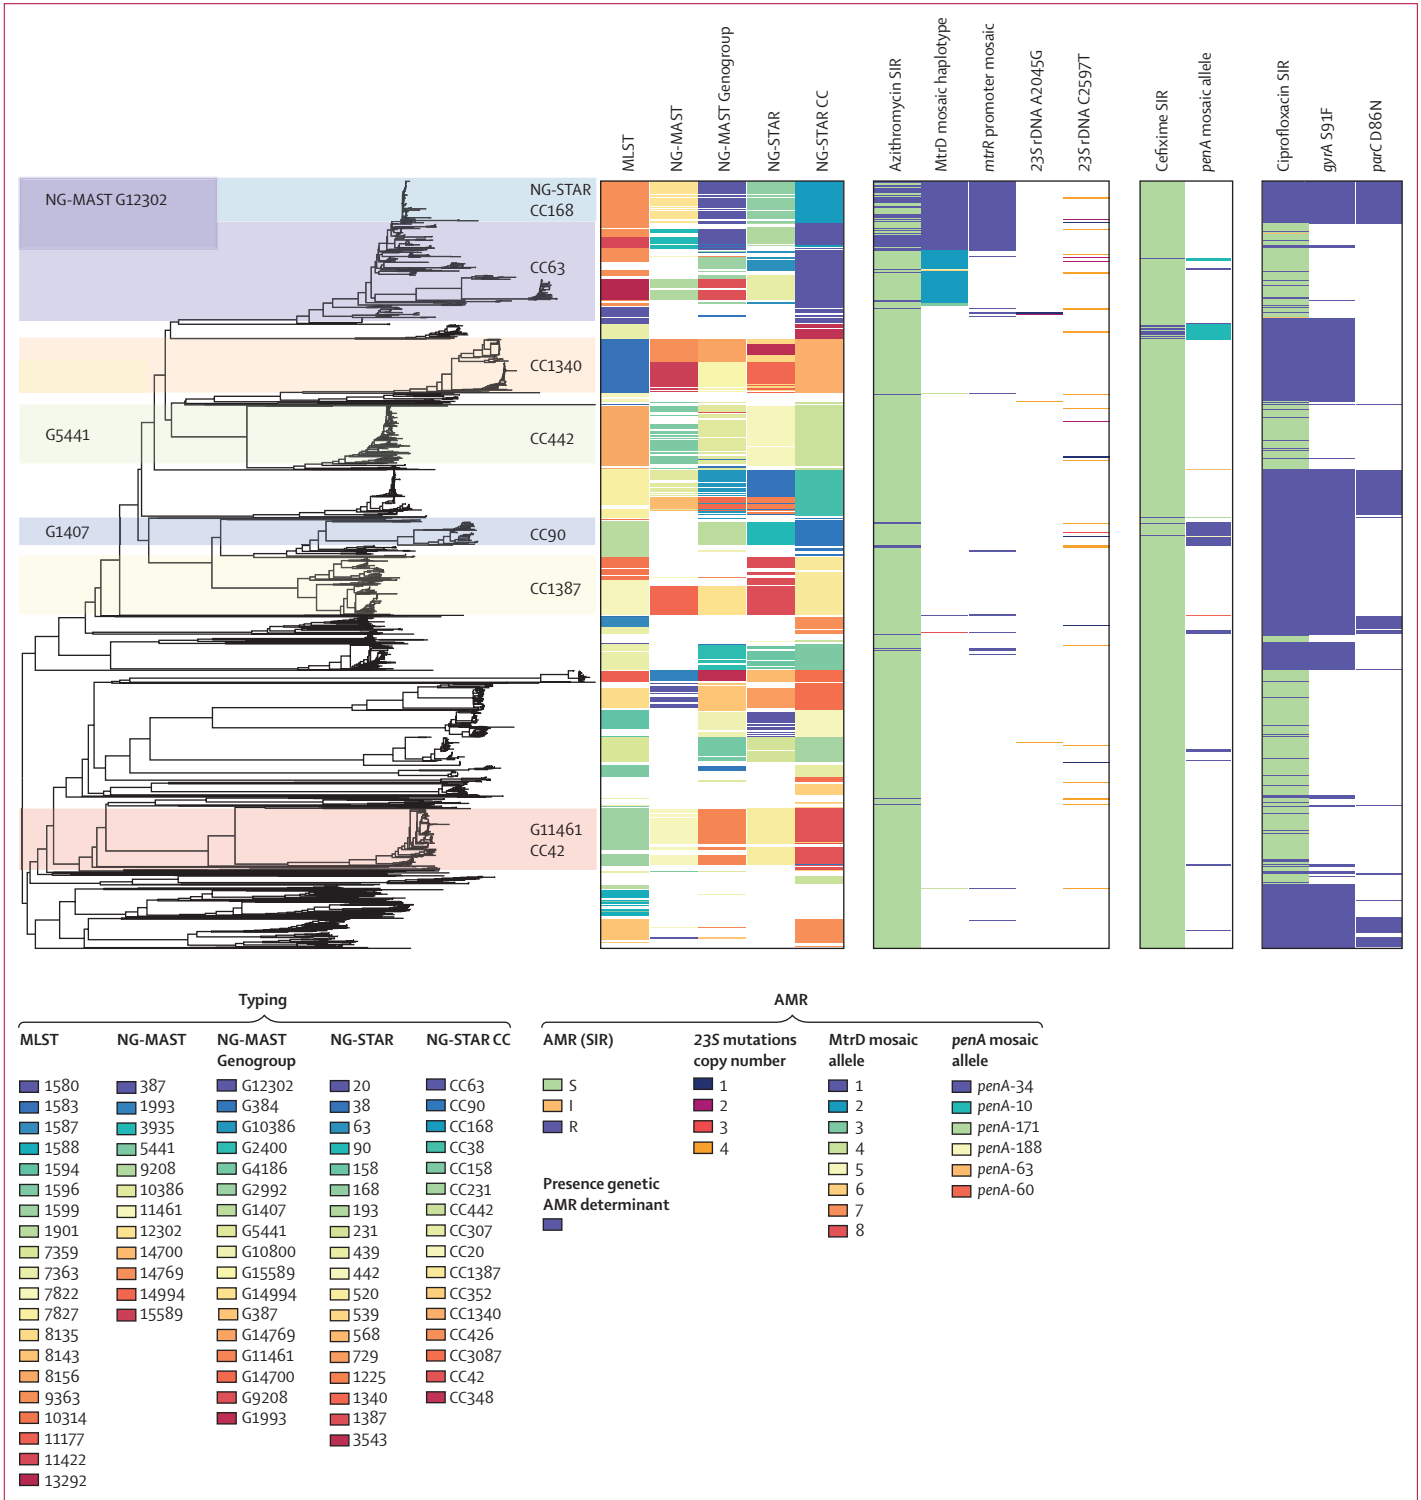 MLST
NG-MAST
NG-MAST Genogroup
NG-STAR
NG-STAR CC
Azithromycin SIR
MtrD mosaic haplotype
mtrR promoter mosaic
23S rDNA A2045G
23S rDNA C2597T
Cefixime SIR
penA mosaic allele
Ciprofloxacin SIR
gyrA S91F
parC D86N
NG-MAST G12302
NG-STAR
CC168
CC63
CC1340
G5441
CC442
G1407
CC90
CC1387
G11461
CC42
Typing
MLST
1580
1583
1587
1588
1594
1596
1599
1901
7359
7363
7822
7827
8135
8143
8156
9363
10314
11177
11422
13292
NG-MAST
387
1993
3935
5441
9208
10386
11461
12302
14700
14769
14994
15589
NG-MAST
Genogroup
G12302
G384
G10386
G2400
G4186
G2992
G1407
G5441
G10800
G15589
G14994
G387
G14769
G11461
G14700
G9208
G1993
NG-STAR
20
38
63
90
158
168
193
231
439
442
520
539
568
729
1225
1340
1387
3543
NG-STAR CC
CC63
CC90
CC168
CC38
CC158
CC231
CC442
CC307
CC20
CC1387
CC352
CC1340
CC426
CC3087
CC42
CC348
AMR
AMR (SIR)
S
I
R
Presence genetic
AMR determinant
23S mutations
copy number
1
2
3
4
MtrD mosaic
allele
1
2
3
4
5
6
7
8
penA mosaic
allele
penA-34
penA-10
penA-171
penA-188
penA-63
penA-60